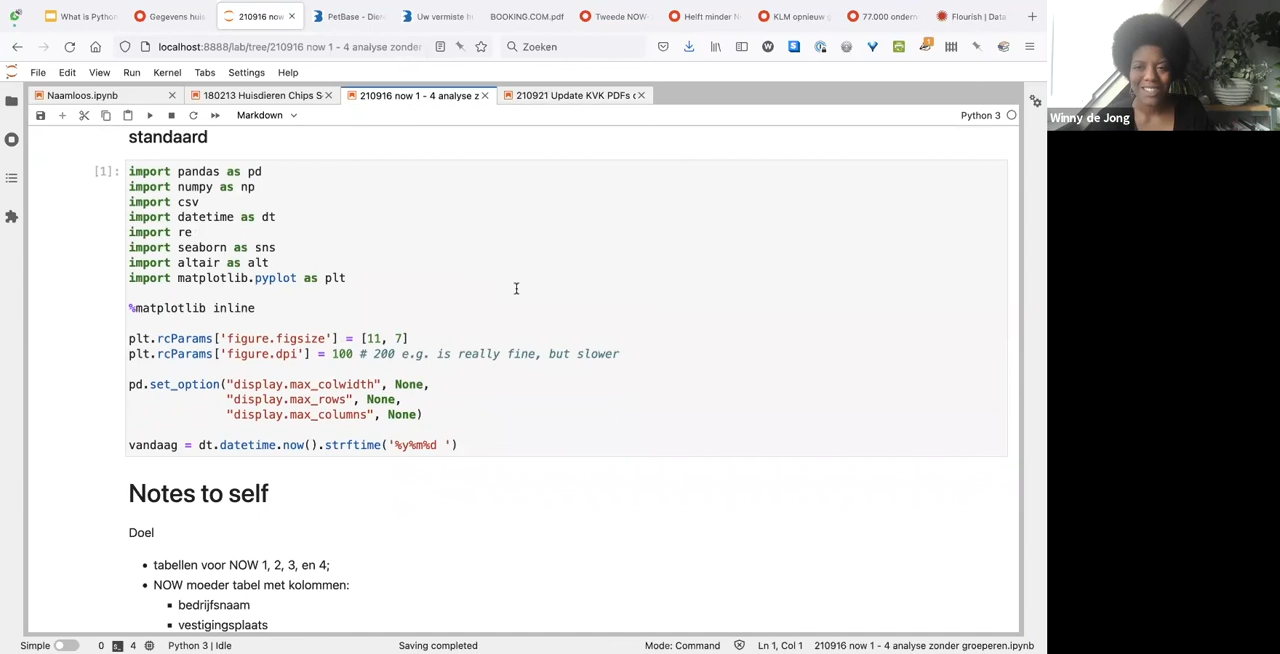 What is Pytho
Gegevens huis
210916 now 1
PetBase - Dier
Uw vermiste h
BOOKING.COM.pdf
Tweede NOW-
Helft minder N
KLM opnieuw g
77.000 ondern
Flourish | Data
localhost:8888/lab/tree/210916 now 1 - 4 analyse zonder
Zoeken
File Edit View Run Kernel Tabs Settings Help
Naamloos.ipynb
180213 Huisdieren Chips S
210916 now 1 - 4 analyse z
210921 Update KVK PDFs c
Markdown
Python 3
Winny de Jong
standaard
[1]:
import pandas as pd
import numpy as np
import csv
import datetime as dt
import re
import seaborn as sns
import altair as alt
import matplotlib.pyplot as plt
%matplotlib inline
plt.rcParams['figure.figsize'] = [11, 7]
plt.rcParams['figure.dpi'] = 100 # 200 e.g. is really fine, but slower
pd.set_option("display.max_colwidth", None,
"display.max_rows", None,
"display.max_columns", None)
vandaag = dt.datetime.now().strftime('%y%m%d ')
Notes to self
Doel
• tabellen voor NOW 1, 2, 3, en 4;
• NOW moeder tabel met kolommen:
▪ bedrijfsnaam
▪ vestigingsplaats
Simple 0 4 Python 3 | Idle Saving completed Mode: Command Ln 1, Col 1 210916 now 1 - 4 analyse zonder groeperen.ipynb